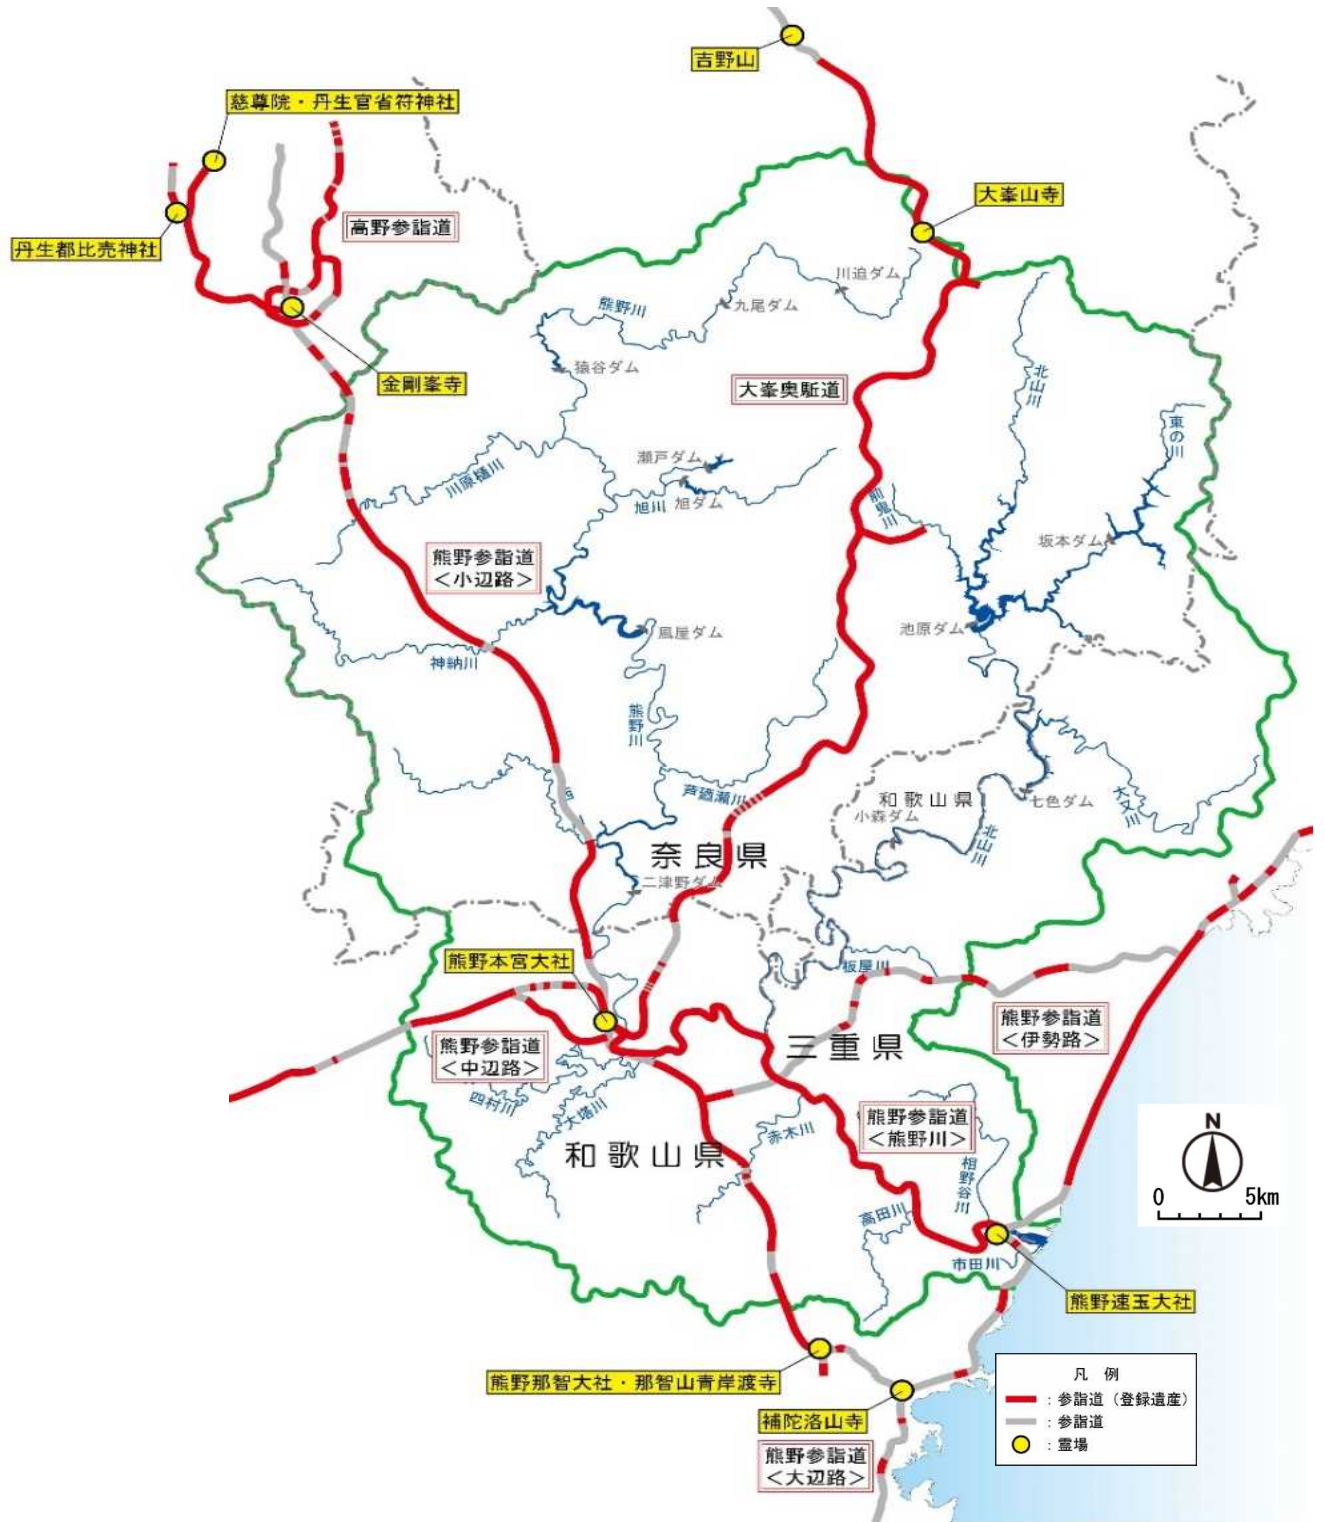 吉野山
慈尊院・丹生官省符神社
大峯山寺
高野参詣道
丹生都比売神社
川迫ダム
九尾ダム
熊野川
猿谷ダム
金剛峯寺
大峯奥駈道
北山川
東の川
瀬戸ダム
川原樋川
旭川
旭ダム
前鬼川
坂本ダム
熊野参詣道
<小辺路>
風屋ダム
池原ダム
神納川
熊野川
芦廼瀬川
和歌山県
七色ダム
大又川
小森ダム
北山川
奈良県
二津野ダム
熊野本宮大社
板屋川
熊野参詣道
<伊勢路>
三重県
熊野参詣道
<中辺路>
四村川
大塔川
熊野参詣道
<熊野川>
赤木川
和歌山県
相野谷川
N
0 5km
高田川
市田川
熊野速玉大社
熊野那智大社・那智山青岸渡寺
補陀洛山寺
熊野参詣道
<大辺路>
凡 例
:参詣道（登録遺産）
:参詣道
:霊場